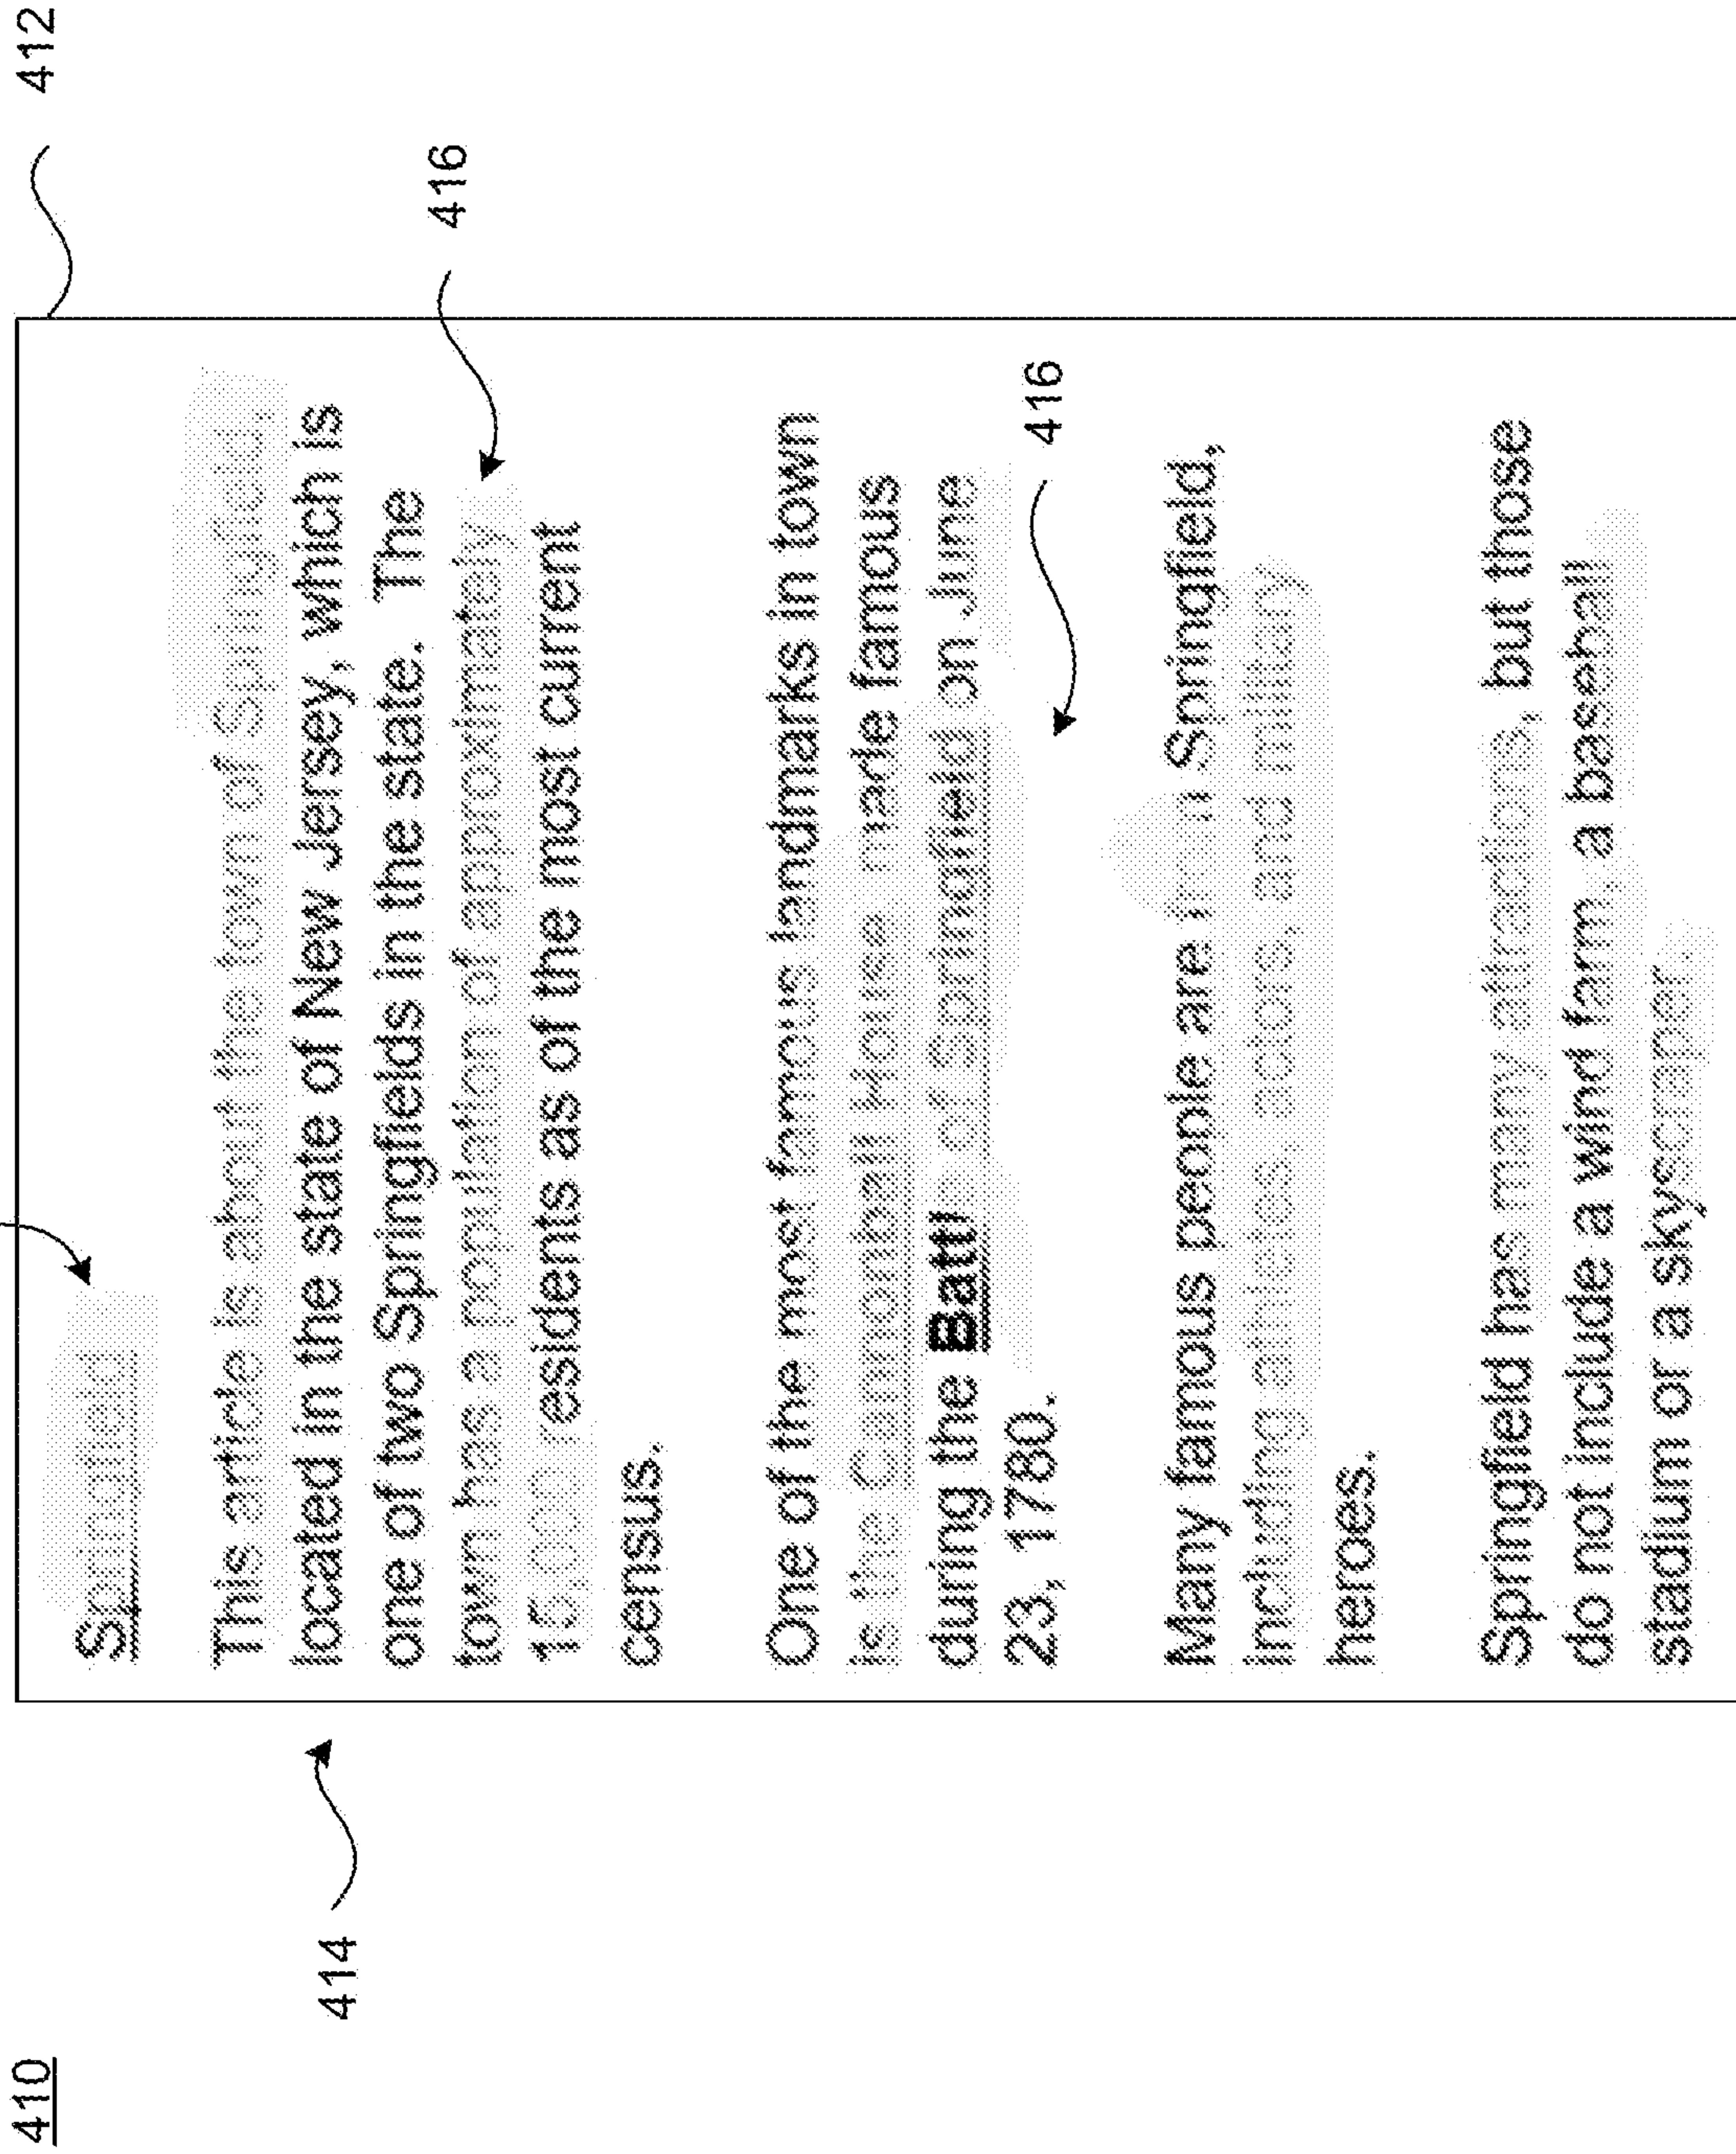 410
412
414
416
416
Springfield
This article is about the town of Springfield,
located in the state of New Jersey, which is
one of two Springfields in the state. The
town has a population of approximately
residents as of the most current
census.
One of the most famous landmarks in town
is the Cannonball House made famous
during the Battle of Springfield on June
23, 1780.
Many famous people are from Springfield,
including athletes, actors, and military
heroes.
Springfield has many attractions, but those
do not include a wind farm, a baseball
stadium or a skyscraper.